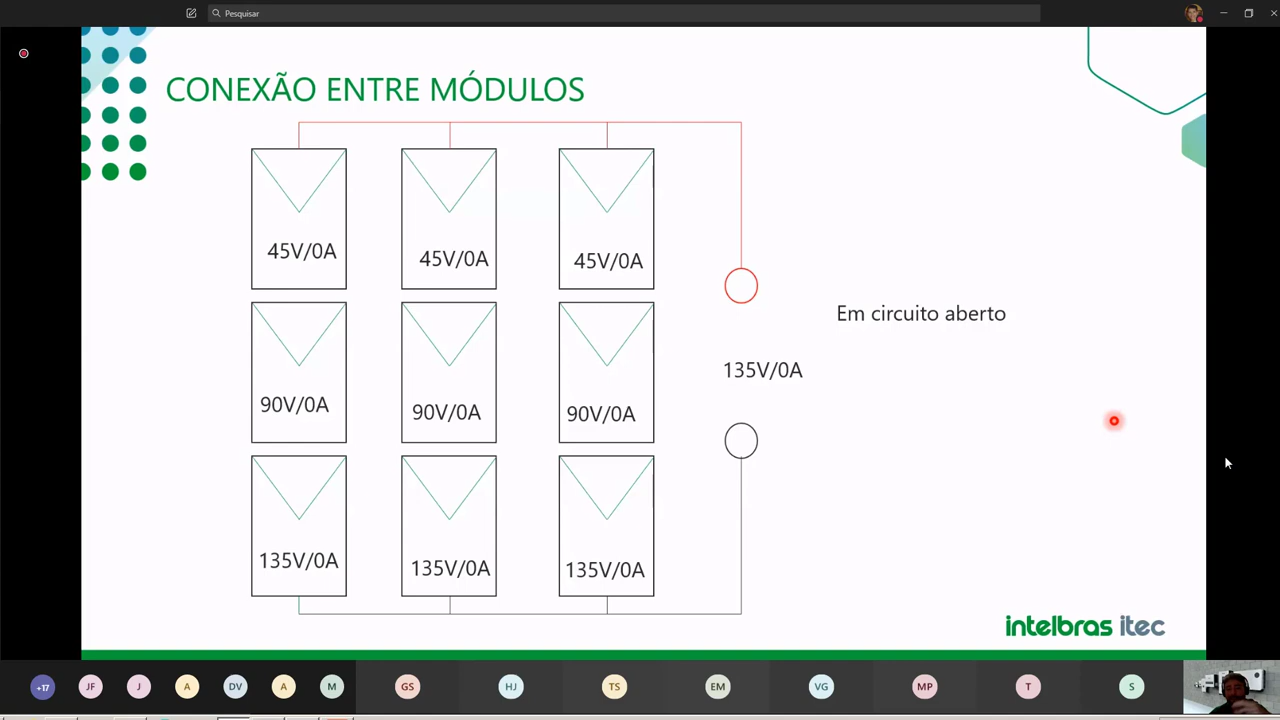 Pesquisar
CONEXÃO ENTRE MÓDULOS
45V/0A
45V/0A
45V/0A
Em circuito aberto
135V/0A
90V/0A
90V/0A
90V/0A
135V/0A
135V/0A
135V/0A
intelbras itec
+17
JF
J
A
DV
A
M
GS
HJ
TS
EM
VG
MP
T
S